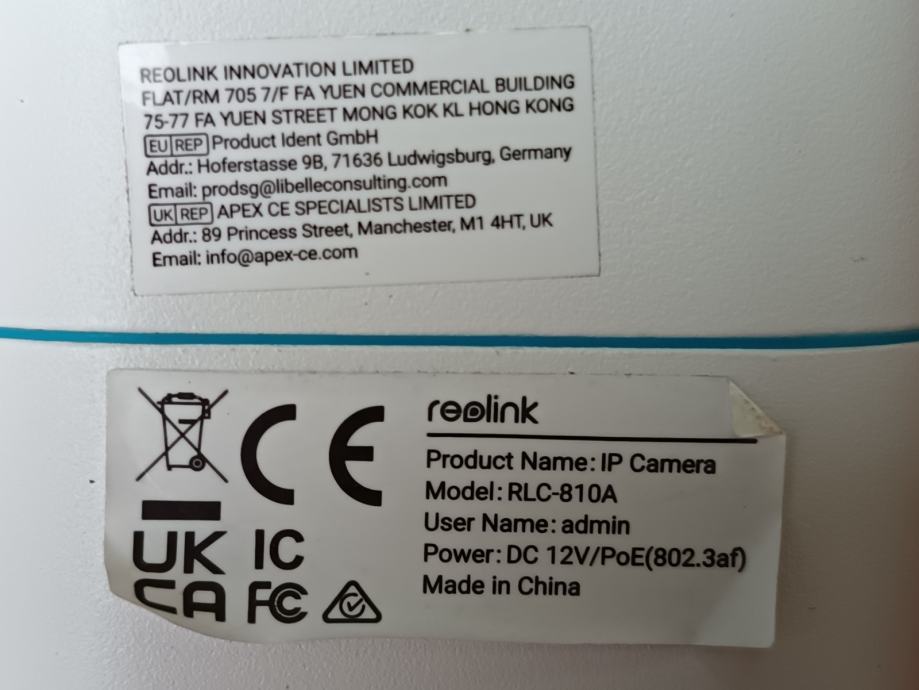 REOLINK INNOVATION LIMITED
FLAT/RM 705 7/F FA YUEN COMMERCIAL BUILDING
75-77 FA YUEN STREET MONG KOK KL HONG KONG
EU REP Product Ident GmbH
Addr.: Hoferstasse 9B, 71636 Ludwigsburg, Germany
Email: prodsg@libelleconsulting.com
UK REP APEX CE SPECIALISTS LIMITED
Addr.: 89 Princess Street, Manchester, M1 4HT, UK
Email: info@apex-ce.com
CE
UK
CA
IC
FC
reolink
Product Name: IP Camera
Model: RLC-810A
User Name: admin
Power: DC 12V/PoE(802.3af)
Made in China